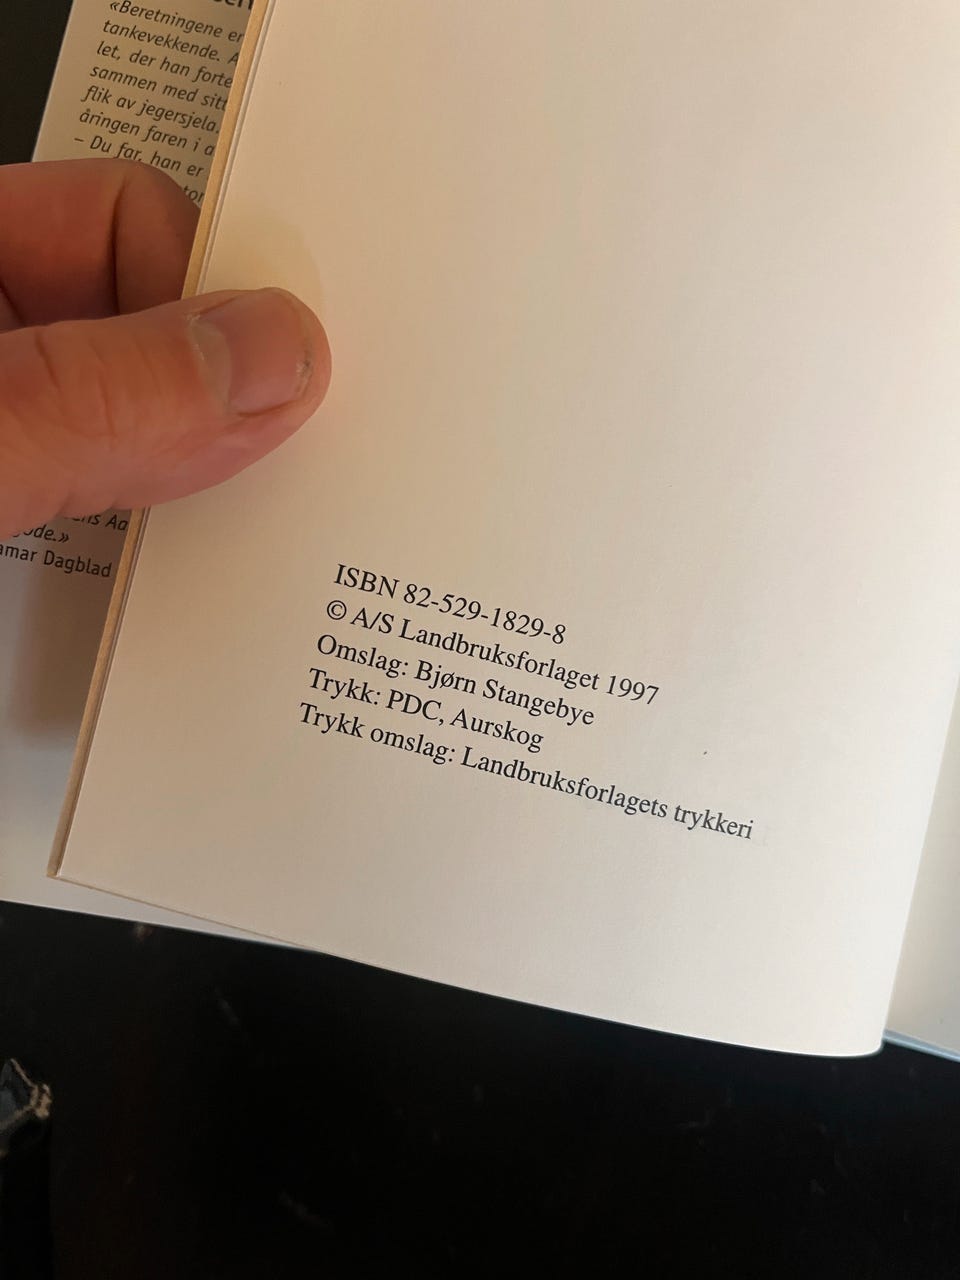 «Beretningene er
tankevekkende. A
let, der han forte
sammen med sitt
flik av jegersjela.
åringen faren i a
– Du far, han er
Aa
»
amar Dagblad
ISBN 82-529-1829-8
© A/S Landbruksforlaget 1997
Omslag: Bjørn Stangebye
Trykk: PDC, Aurskog
Trykk omslag: Landbruksforlagets trykkeri